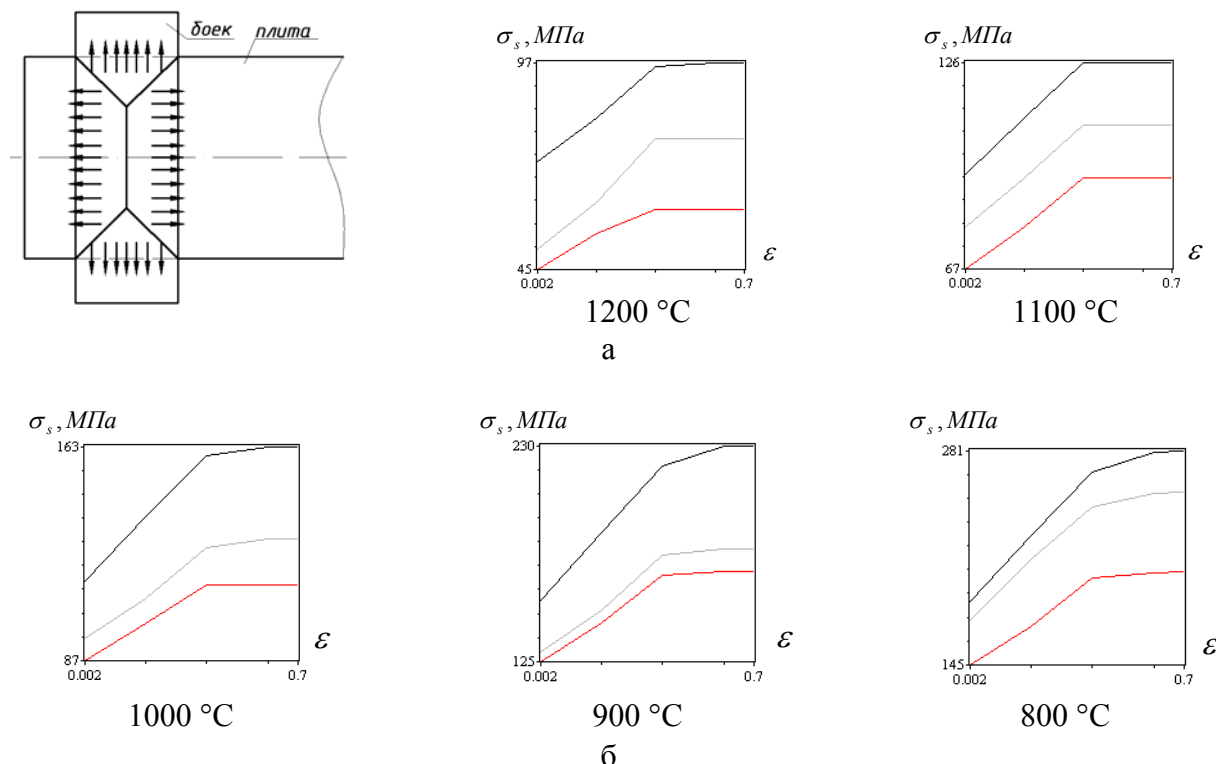 боек
плита
σs, МПа
97
45
0.002
0.7
ε
1200 °C
σs, МПа
126
67
0.002
0.7
ε
1100 °C
а
σs, МПа
163
87
0.002
0.7
ε
1000 °C
σs, МПа
230
125
0.002
0.7
ε
900 °C
σs, МПа
281
145
0.002
0.7
ε
800 °C
б